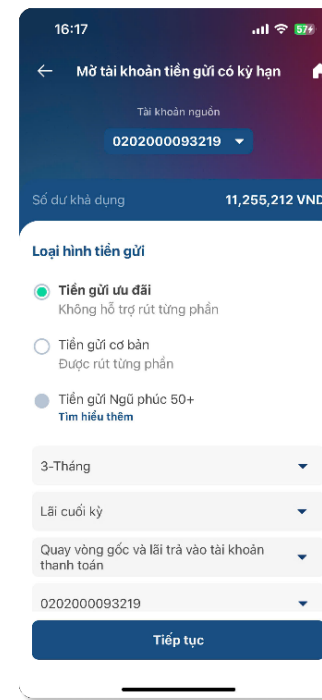 16:17
57
Mở tài khoản tiền gửi có kỳ hạn
Tài khoản nguồn
0202000093219
Số dư khả dụng
11,255,212 VND
Loại hình tiền gửi
Tiền gửi ưu đãi
Không hỗ trợ rút từng phần
Tiền gửi cơ bản
Được rút từng phần
Tiền gửi Ngũ phúc 50+
Tìm hiểu thêm
3-Tháng
Lãi cuối kỳ
Quay vòng gốc và lãi trả vào tài khoản
thanh toán
0202000093219
Tiếp tục